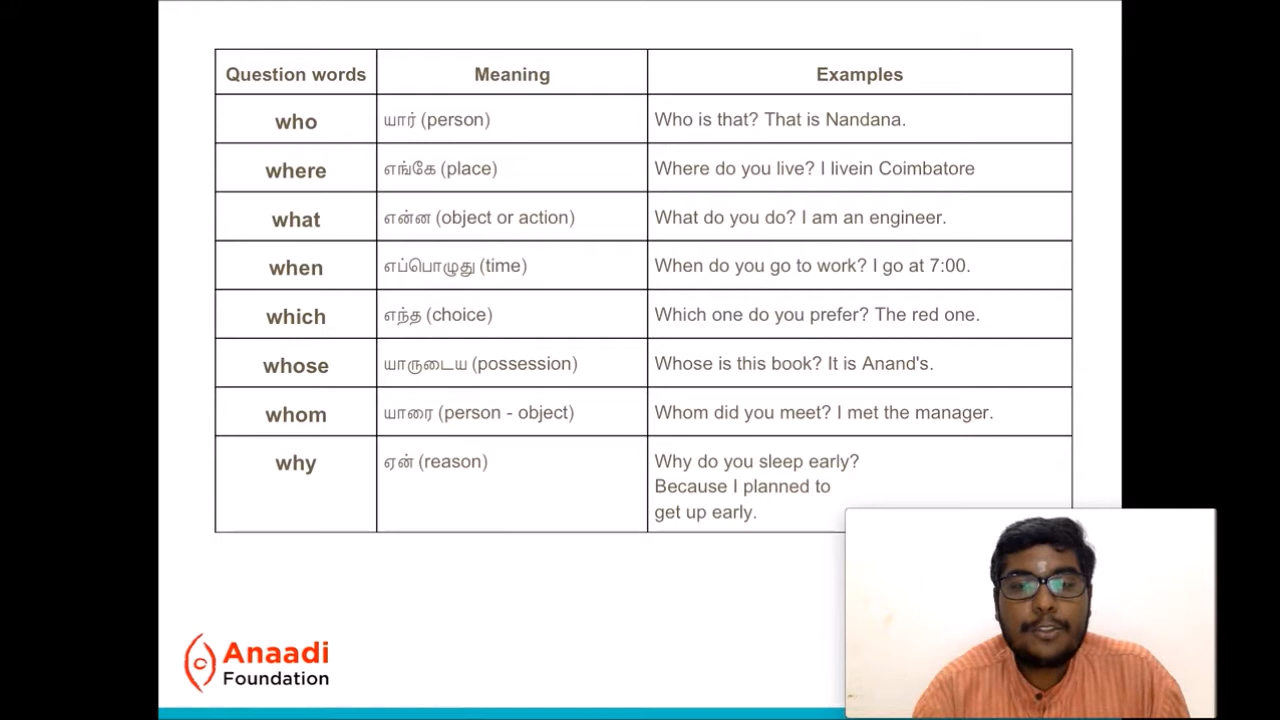 Question words Meaning Examples
who யார் (person) Who is that? That is Nandana.
where எங்கே (place) Where do you live? I livein Coimbatore
what என்ன (object or action) What do you do? I am an engineer.
when எப்பொழுது (time) When do you go to work? I go at 7:00.
which எந்த (choice) Which one do you prefer? The red one.
whose யாருடைய (possession) Whose is this book? It is Anand's.
whom யாரை (person - object) Whom did you meet? I met the manager.
why ஏன் (reason) Why do you sleep early?
Because I planned to
get up early.
Anaadi
Foundation